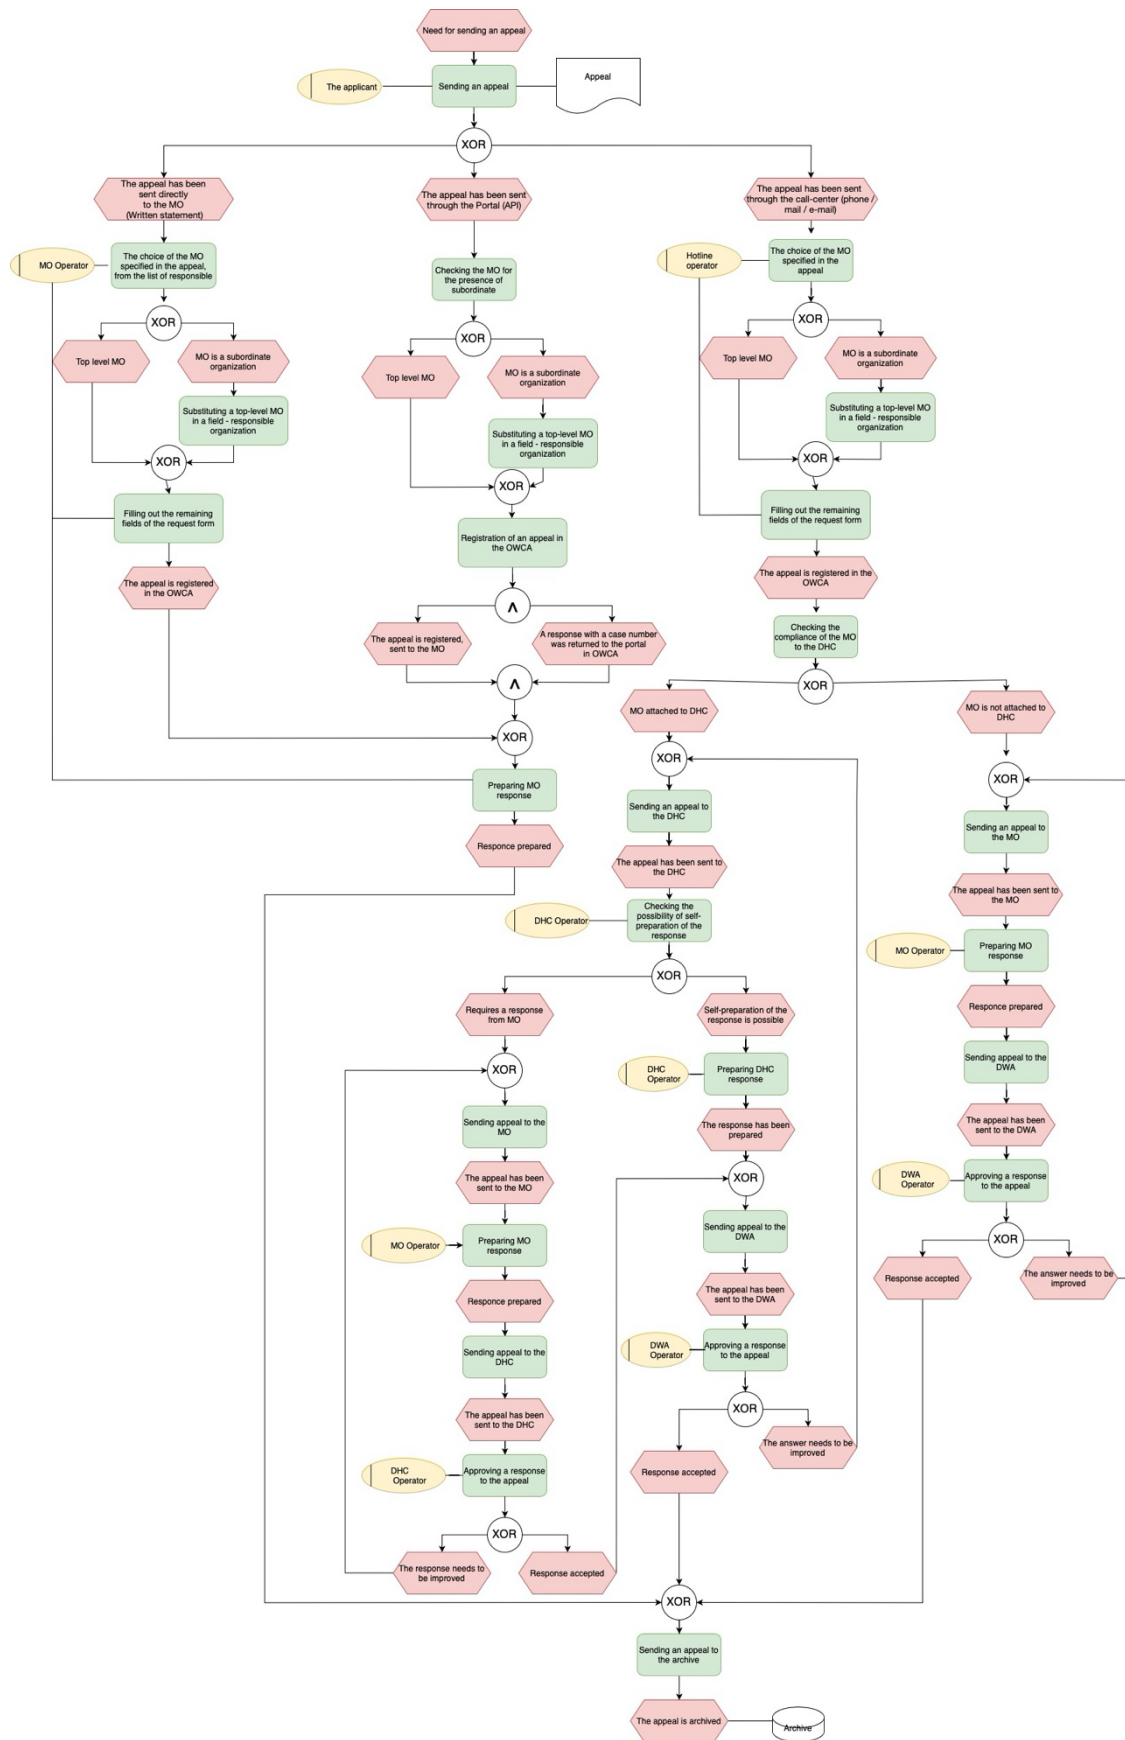 Need for sending an appeal
The applicant
Sending an appeal
Appeal
XOR
The appeal has been
sent directly
to the MO
(Written statement)
The appeal has been sent
through the Portal (API)
The appeal has been sent
through the call-center (phone /
mail / e-mail)
MO Operator
The choice of the MO
specified in the appeal,
from the list of responsible
Checking the MO for
the presence of
subordinate
Hotline
operator
The choice of the MO
specified in the
appeal
XOR
XOR
XOR
Top level MO
MO is a subordinate
organization
Top level MO
MO is a subordinate
organization
Top level MO
MO is a subordinate
organization
Substituting a top-level MO
in a field - responsible
organization
Substituting a top-level MO
in a field - responsible
organization
Substituting a top-level MO
in a field - responsible
organization
XOR
XOR
XOR
Filling out the remaining
fields of the request form
Registration of an appeal in
the OWCA
Filling out the remaining
fields of the request form
The appeal is registered
in the OWCA
The appeal is registered in the
OWCA
∧
The appeal is registered,
sent to the MO
A response with a case number
was returned to the portal
in OWCA
Checking the
compliance of the MO
to the DHC
∧
XOR
MO attached to DHC
MO is not attached to
DHC
XOR
XOR
XOR
Preparing MO
response
Sending an appeal to
the DHC
Sending an appeal to
the MO
Responce prepared
The appeal has been sent to
the DHC
The appeal has been sent to
the MO
DHC Operator
Checking the
possibility of self-
preparation of the
response
MO Operator
Preparing MO
response
XOR
Requires a response
from MO
Self-preparation of the
response is possible
Responce prepared
XOR
DHC
Operator
Preparing DHC
response
Sending appeal to the
DWA
Sending appeal to the
MO
The response has been
prepared
The appeal has been
sent to the DWA
The appeal has been
sent to the MO
XOR
DWA
Operator
Approving a response
to the appeal
MO Operator
Preparing MO
response
Sending appeal to the
DWA
XOR
Responce prepared
The appeal has been
sent to the DWA
Response accepted
The answer needs to be
improved
Sending appeal to the
DHC
DWA
Operator
Approving a response
to the appeal
The appeal has been
sent to the DHC
XOR
DHC
Operator
Approving a response
to the appeal
Response accepted
The answer needs to be
improved
XOR
The response needs to
be improved
Response accepted
XOR
Sending an appeal to
the archive
The appeal is archived
Archive